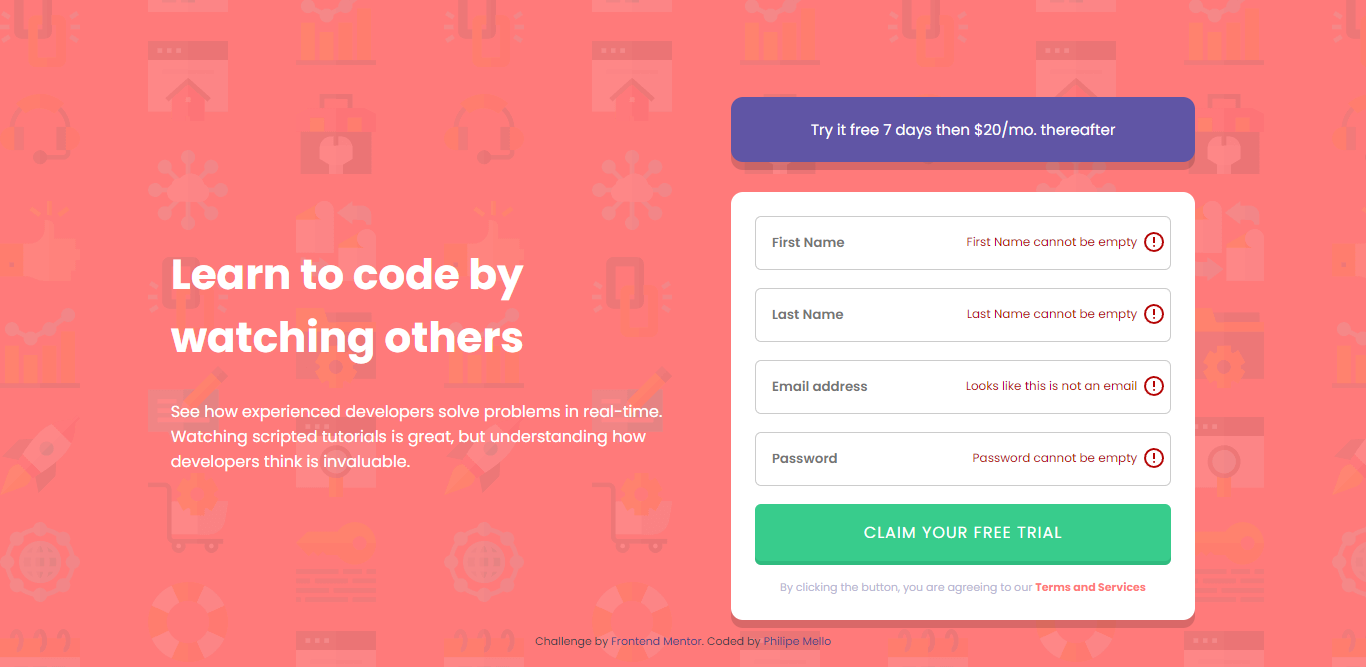 Learn to code by
watching others
See how experienced developers solve problems in real-time.
Watching scripted tutorials is great, but understanding how
developers think is invaluable.
Try it free 7 days then $20/mo. thereafter
First Name First Name cannot be empty
Last Name Last Name cannot be empty
Email address Looks like this is not an email
Password Password cannot be empty
CLAIM YOUR FREE TRIAL
By clicking the button, you are agreeing to our Terms and Services
Challenge by Frontend Mentor. Coded by Philipe Mello